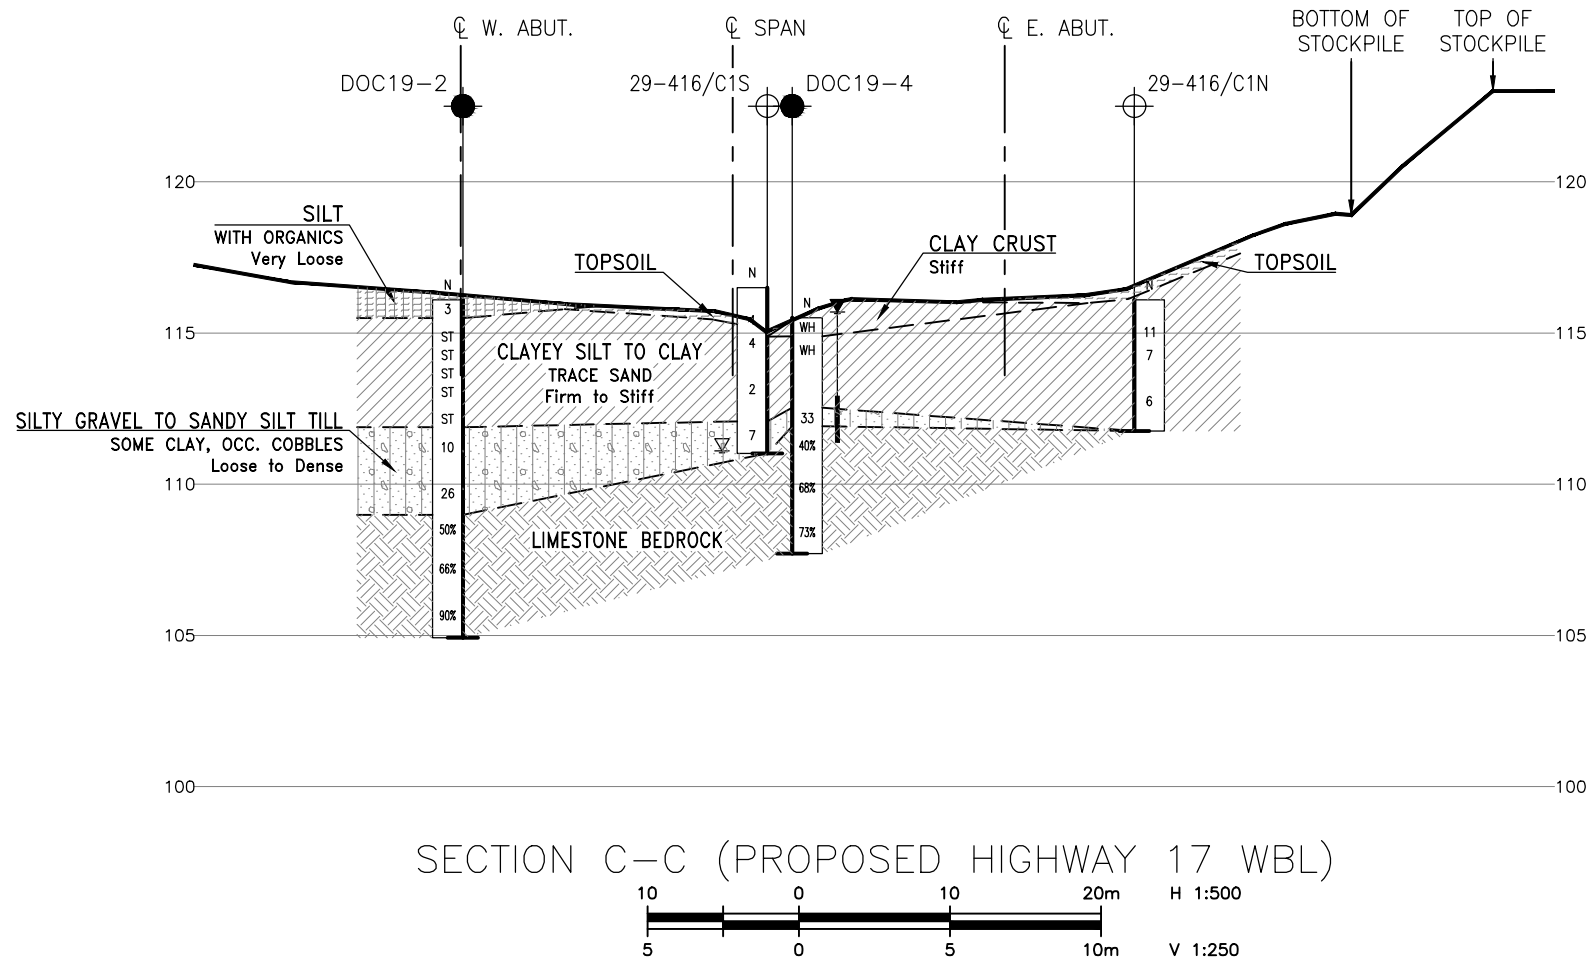 ℄ W. ABUT.
℄ SPAN
℄ E. ABUT.
BOTTOM OF
STOCKPILE
TOP OF
STOCKPILE
DOC19-2
29-416/C1S
DOC19-4
29-416/C1N
120
120
SILT
WITH ORGANICS
Very Loose
TOPSOIL
CLAY CRUST
Stiff
TOPSOIL
N
N
N
N
3
WH
115
115
4
WH
11
7
ST
ST
ST
ST
ST
CLAYEY SILT TO CLAY
TRACE SAND
Firm to Stiff
2
6
SILTY GRAVEL TO SANDY SILT TILL
SOME CLAY, OCC. COBBLES
Loose to Dense
10
7
33
40%
110
110
26
68%
50%
73%
LIMESTONE BEDROCK
66%
90%
105
105
100
100
SECTION C-C (PROPOSED HIGHWAY 17 WBL)
10 0 10 20m H 1:500
5 0 5 10m V 1:250